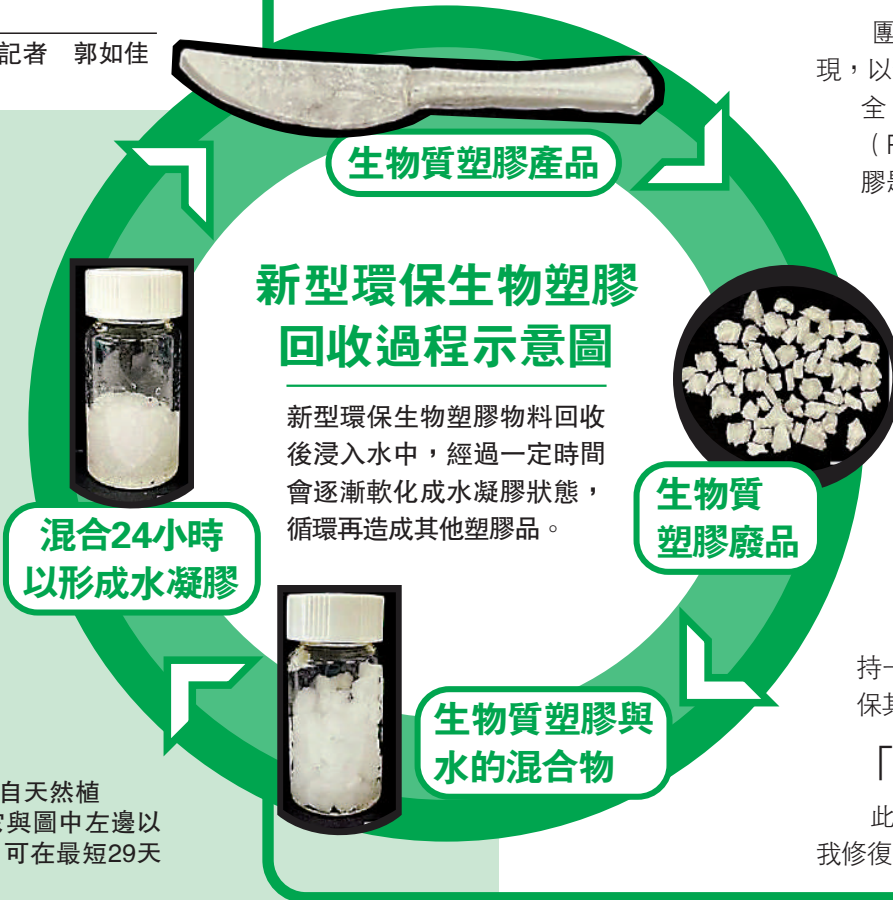 記者 郭如佳
生物質塑膠產品
新型環保生物塑膠
回收過程示意圖
新型環保生物塑膠物料回收
後浸入水中，經過一定時間
會逐漸軟化成水凝膠狀態，
循環再造成其他塑膠品。
生物質
塑膠廢品
生物質塑膠與
水的混合物
混合24小時
以形成水凝膠
自天然植
與圖中左邊以
可在最短29天
團
現，以
全
（
膠
持一
保其
「
此
我修復